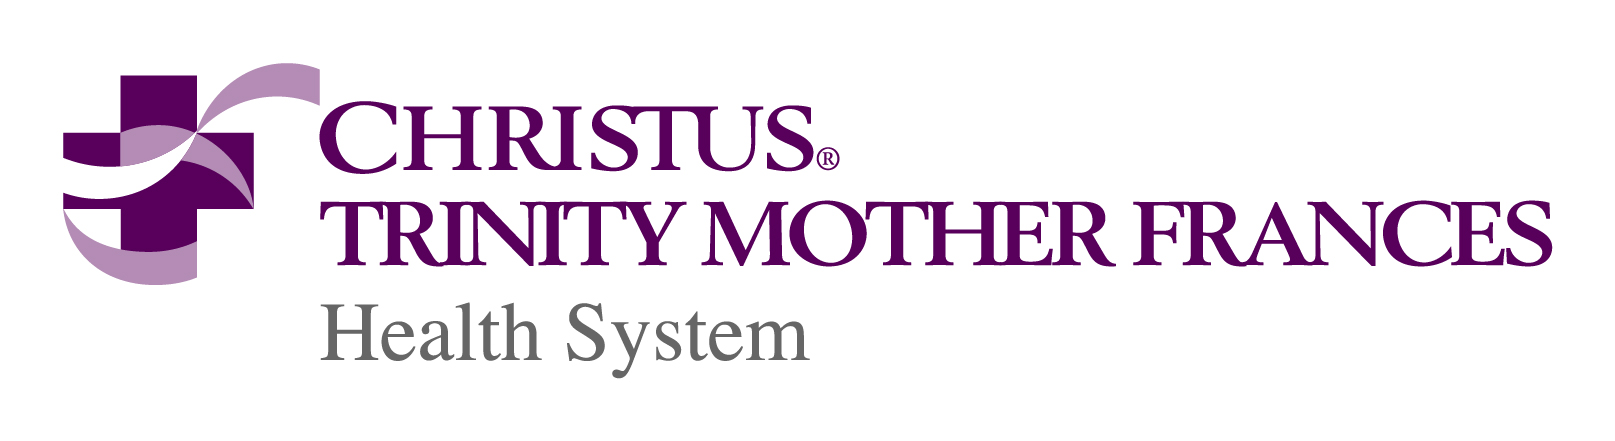 CHRISTUS®
TRINITY MOTHER FRANCES
Health System